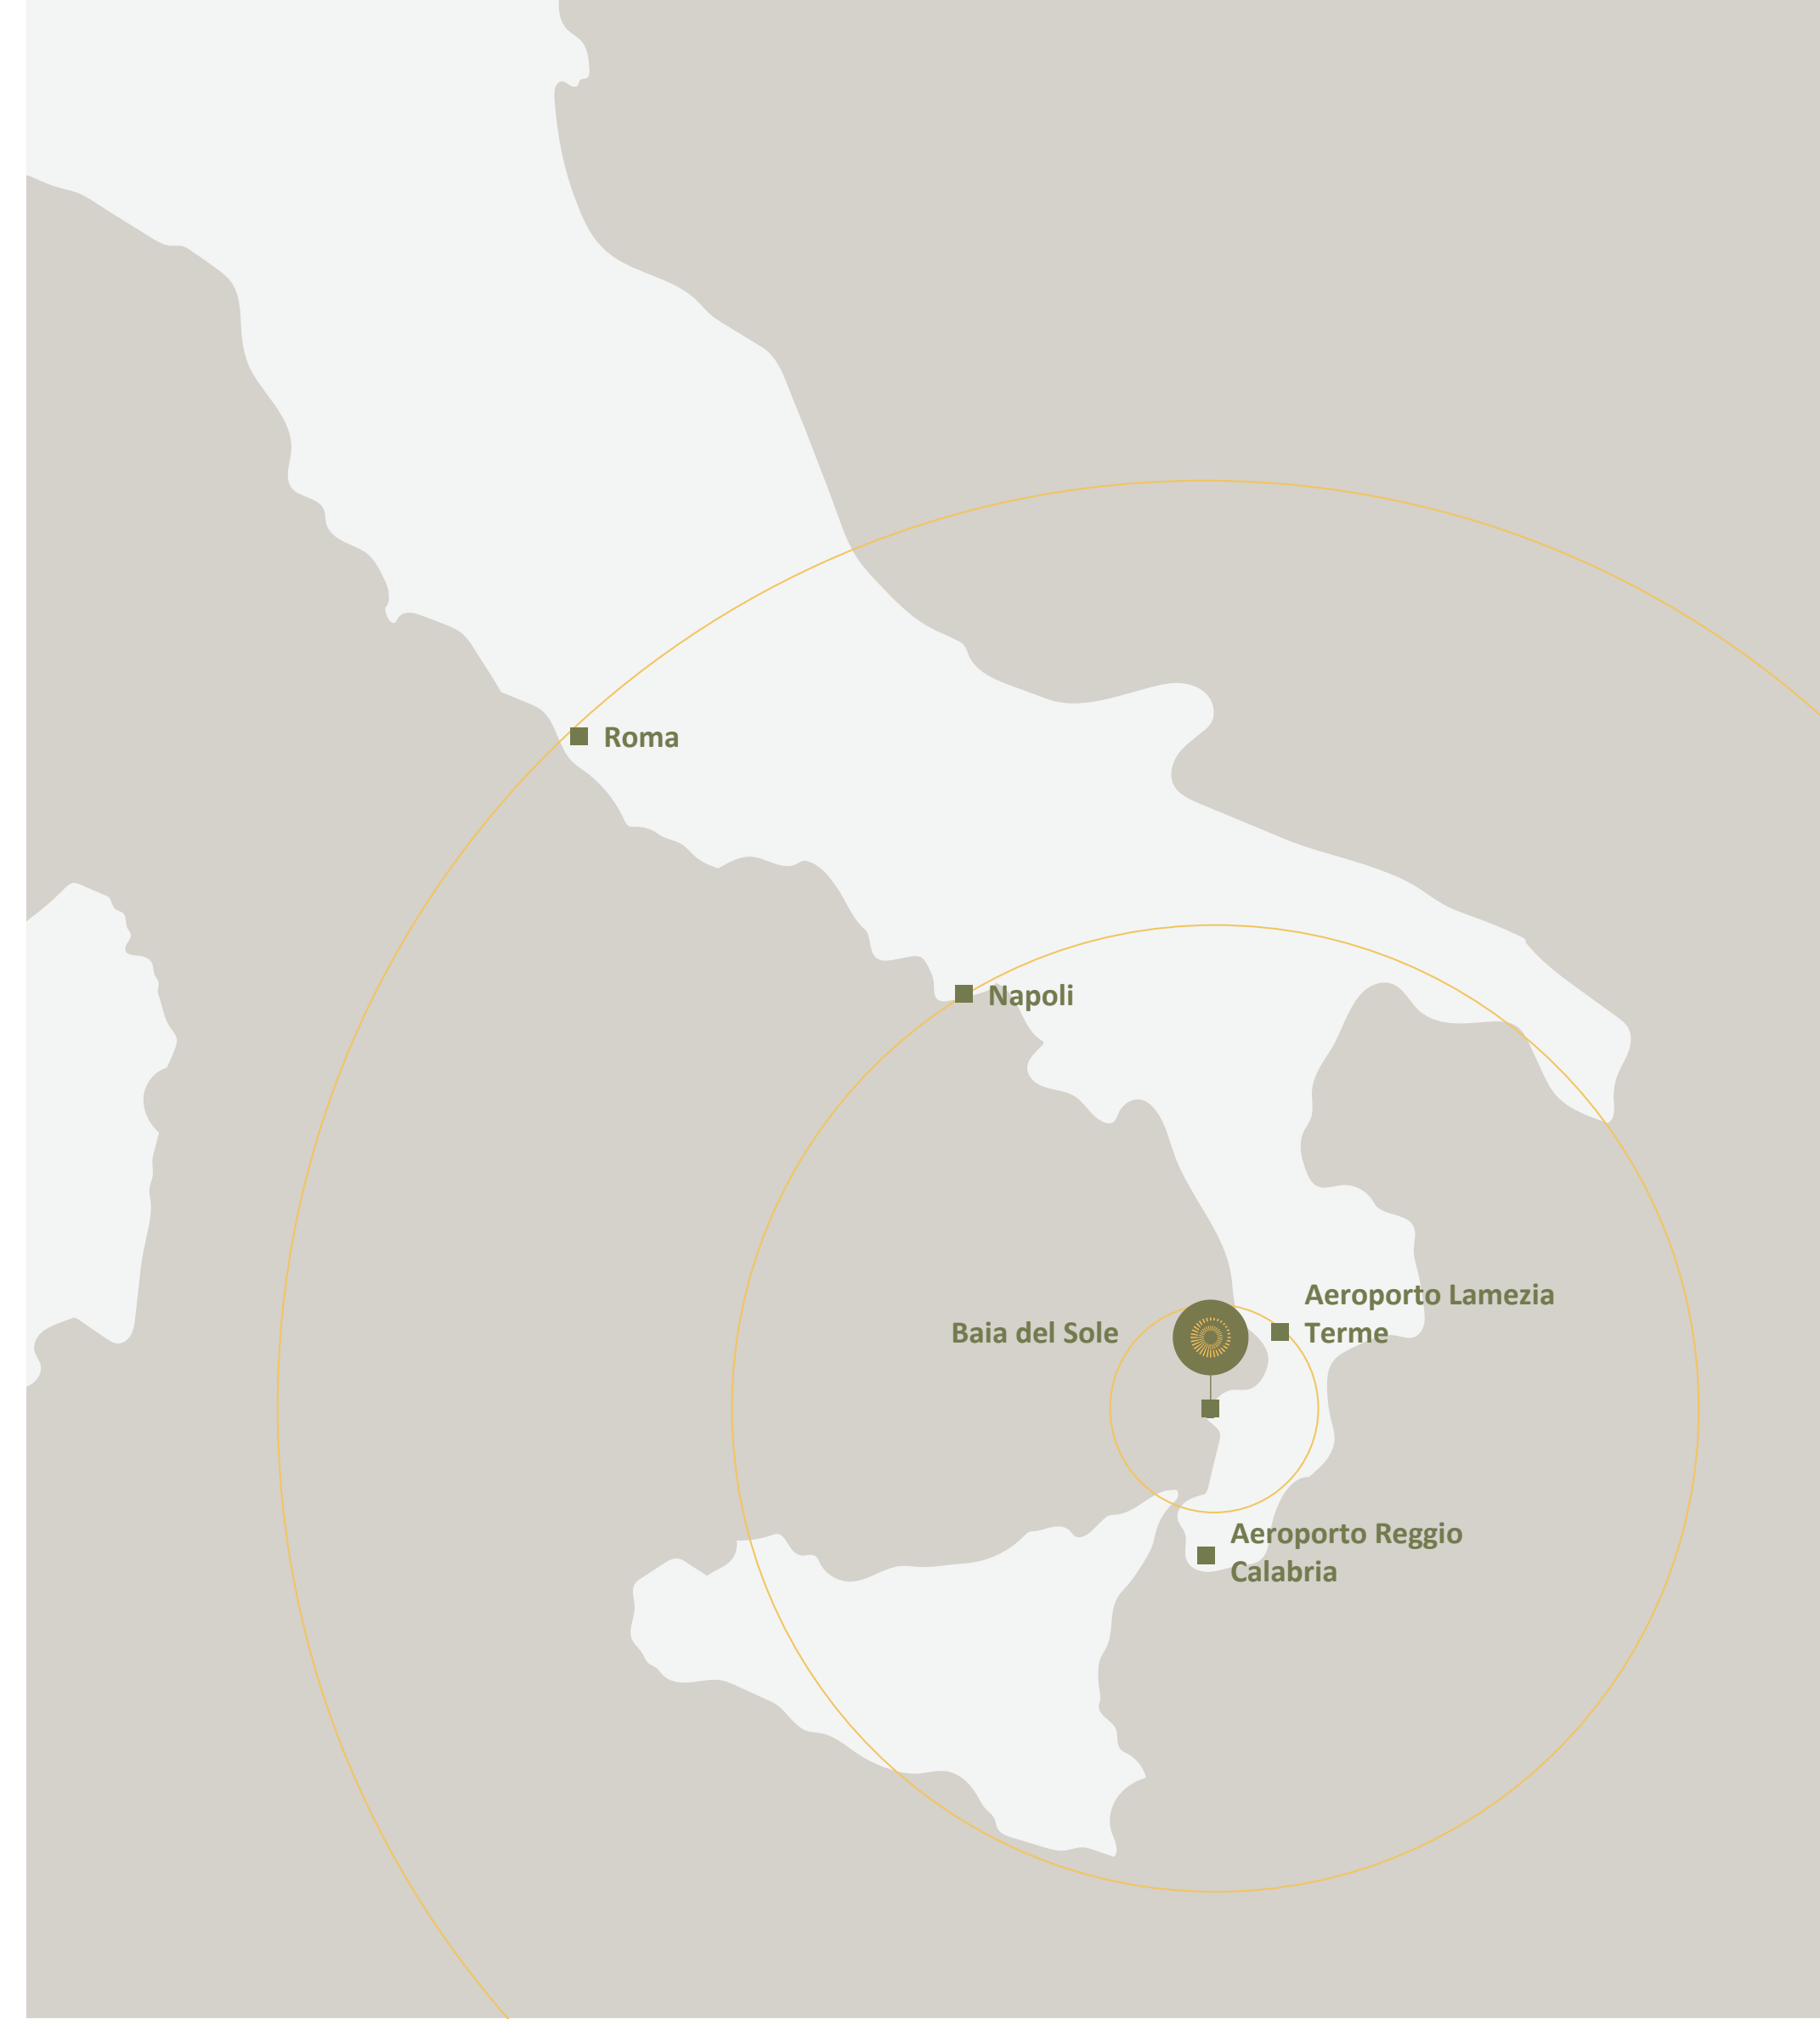 Roma
Napoli
Aeroporto Lamezia
Terme
Baia del Sole
Aeroporto Reggio
Calabria